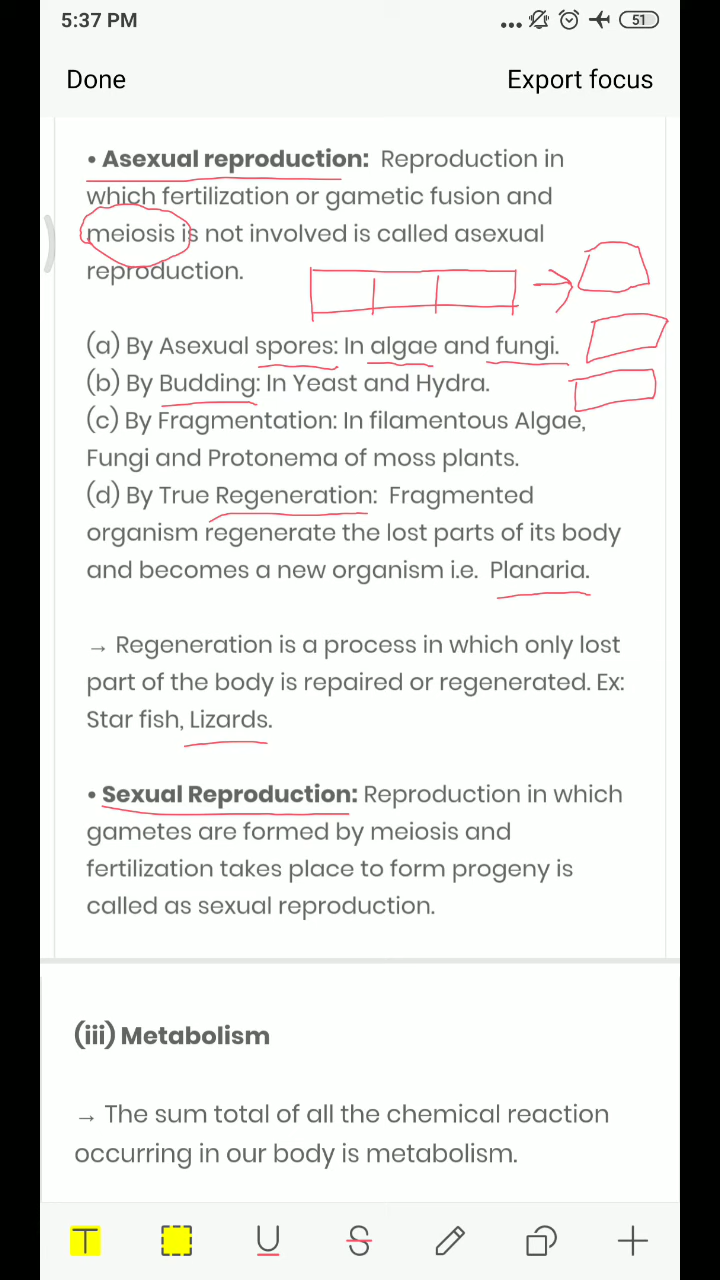 5:37 PM
51
Done
Export focus
• Asexual reproduction: Reproduction in
which fertilization or gametic fusion and
meiosis is not involved is called asexual
reproduction.
(a) By Asexual spores: In algae and fungi.
(b) By Budding: In Yeast and Hydra.
(c) By Fragmentation: In filamentous Algae,
Fungi and Protonema of moss plants.
(d) By True Regeneration: Fragmented
organism regenerate the lost parts of its body
and becomes a new organism i.e. Planaria.
→ Regeneration is a process in which only lost
part of the body is repaired or regenerated. Ex:
Star fish, Lizards.
• Sexual Reproduction: Reproduction in which
gametes are formed by meiosis and
fertilization takes place to form progeny is
called as sexual reproduction.
(iii) Metabolism
→ The sum total of all the chemical reaction
occurring in our body is metabolism.
T U S